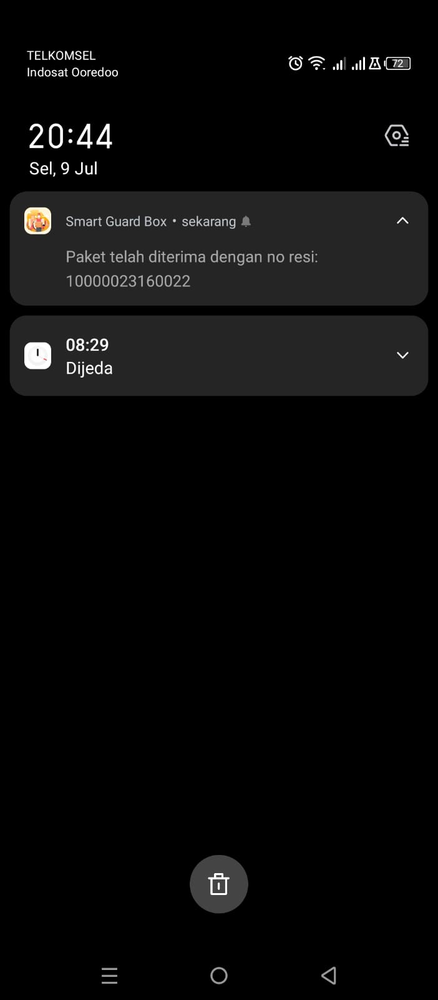 TELKOMSEL
Indosat Ooredoo
72
20:44
Sel, 9 Jul
Smart Guard Box • sekarang
Paket telah diterima dengan no resi:
10000023160022
08:29
Dijeda